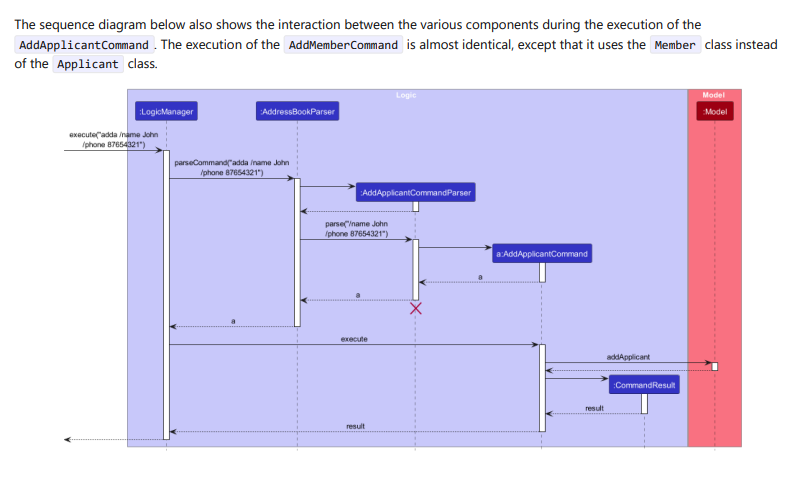 The sequence diagram below also shows the interaction between the various components during the execution of the
AddApplicantCommand . The execution of the AddMemberCommand is almost identical, except that it uses the Member class instead
of the Applicant class.
Logic
Model
:LogicManager
:AddressBookParser
:Model
execute("adda /name John
/phone 87654321")
parseCommand("adda /name John
/phone 87654321")
:AddApplicantCommandParser
parse("/name John
/phone 87654321")
a:AddApplicantCommand
a
a
a
execute
addApplicant
:CommandResult
result
result